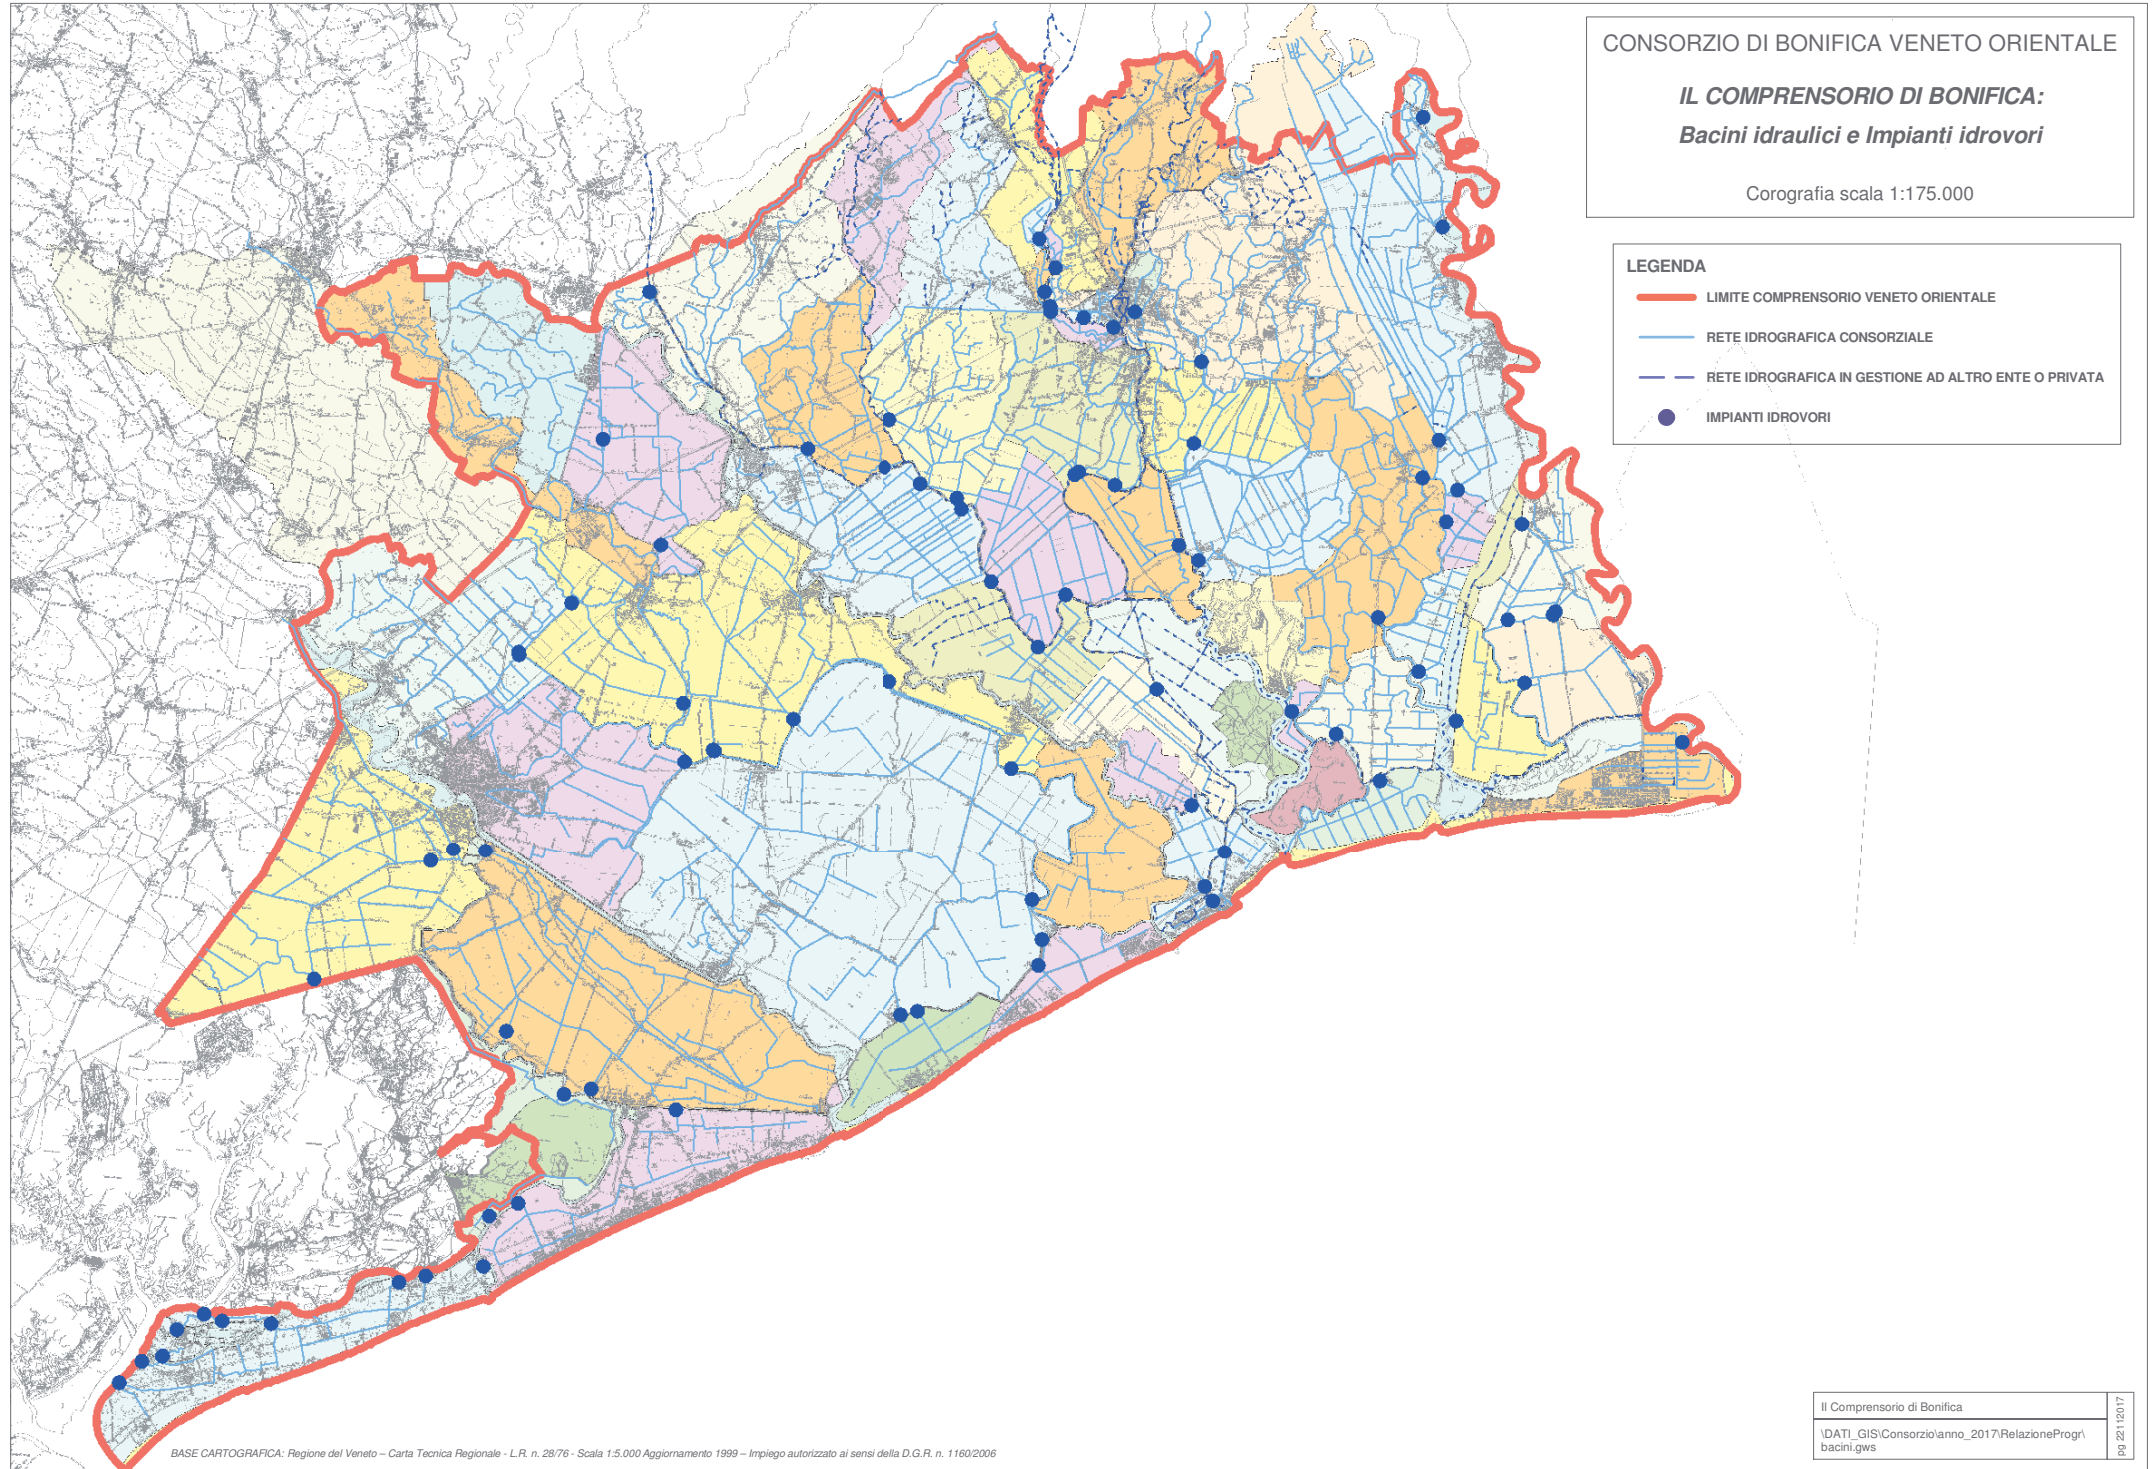 CONSORZIO DI BONIFICA VENETO ORIENTALE
IL COMPRENSORIO DI BONIFICA:
Bacini idraulici e Impianti idrovori
Corografia scala 1:175.000
LEGENDA
LIMITE COMPRENSORIO VENETO ORIENTALE
RETE IDROGRAFICA CONSORZIALE
RETE IDROGRAFICA IN GESTIONE AD ALTRO ENTE O PRIVATA
IMPIANTI IDROVORI
Il Comprensorio di Bonifica
\DATI_GIS\Consorzio\anno_2017\RelazioneProgr\
bacini.gws
pg 22112017
BASE CARTOGRAFICA: Regione del Veneto – Carta Tecnica Regionale - L.R. n. 28/76 - Scala 1:5.000 Aggiornamento 1999 – Impiego autorizzato ai sensi della D.G.R. n. 1160/2006